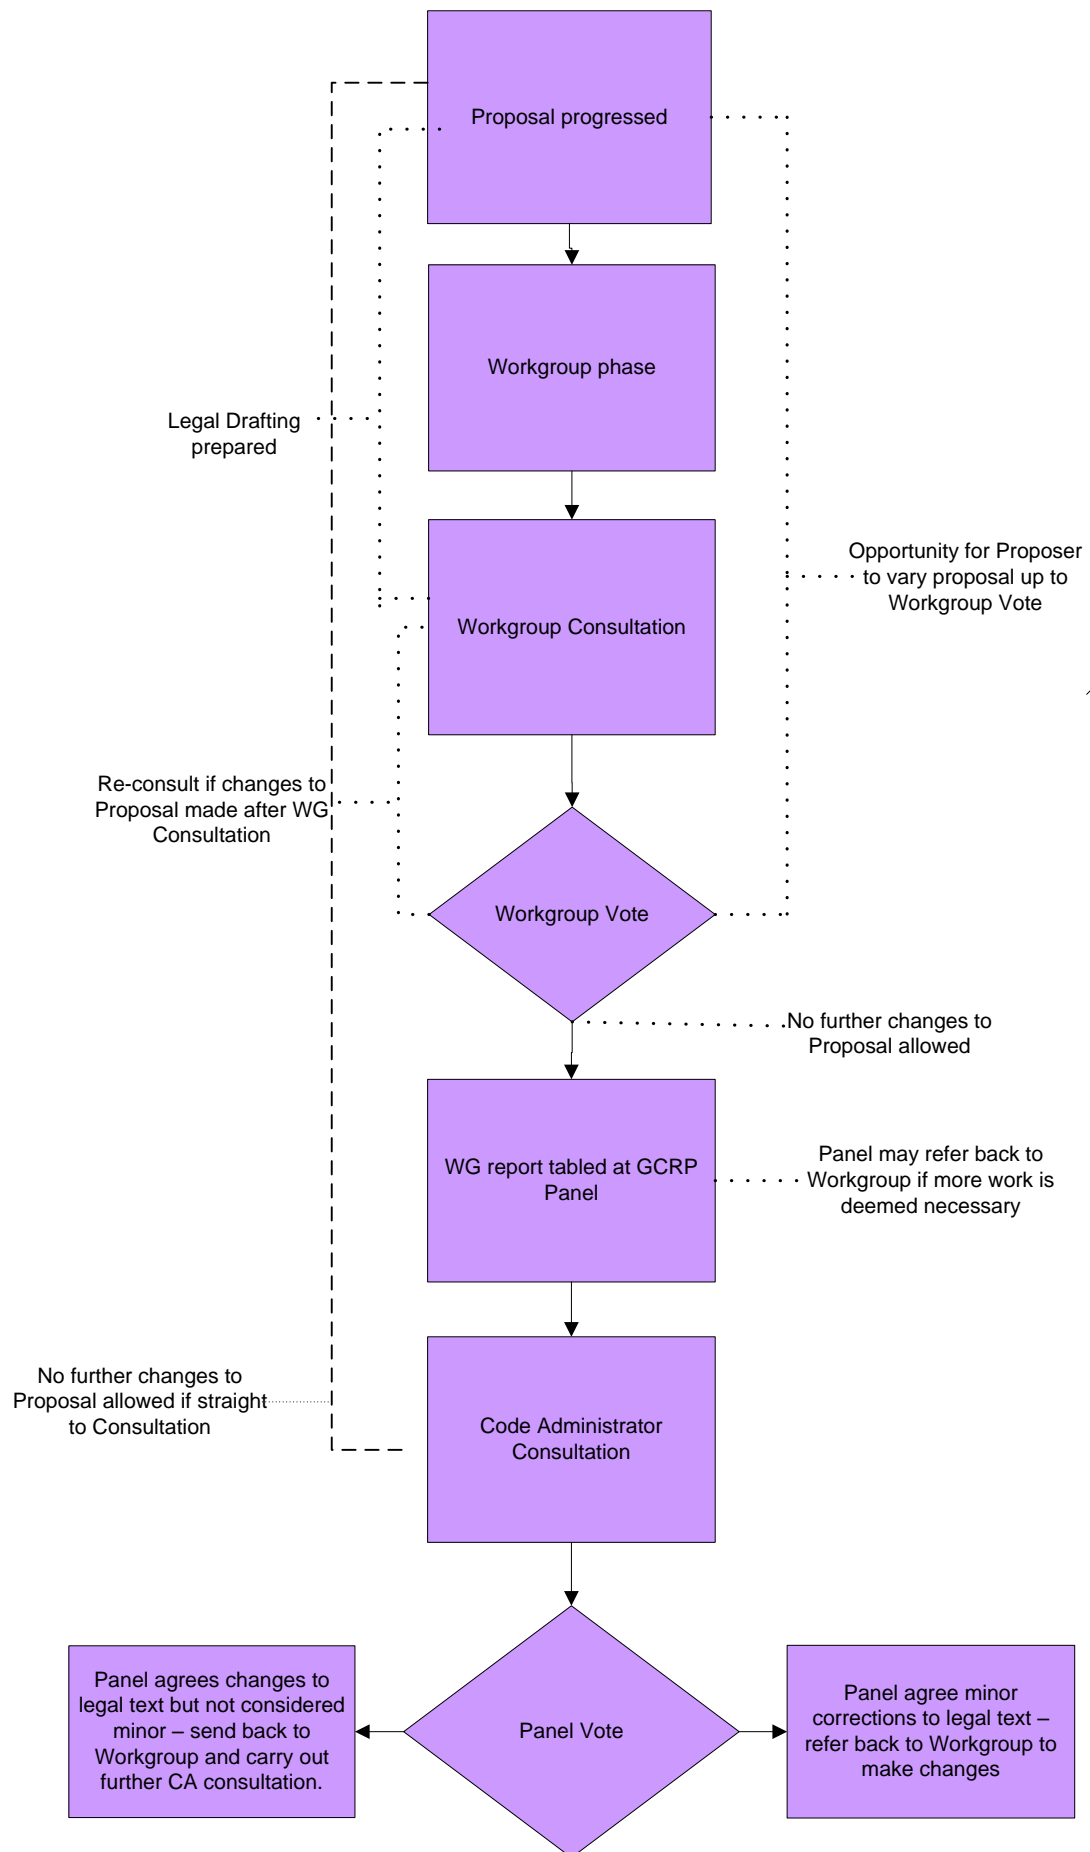 Proposal progressed
Workgroup phase
Legal Drafting
prepared
Opportunity for Proposer
to vary proposal up to
Workgroup Vote
Workgroup Consultation
Re-consult if changes to
Proposal made after WG
Consultation
Workgroup Vote
No further changes to
Proposal allowed
WG report tabled at GCRP
Panel
Panel may refer back to
Workgroup if more work is
deemed necessary
No further changes to
Proposal allowed if straight
to Consultation
Code Administrator
Consultation
Panel agrees changes to
legal text but not considered
minor – send back to
Workgroup and carry out
further CA consultation.
Panel Vote
Panel agree minor
corrections to legal text –
refer back to Workgroup to
make changes